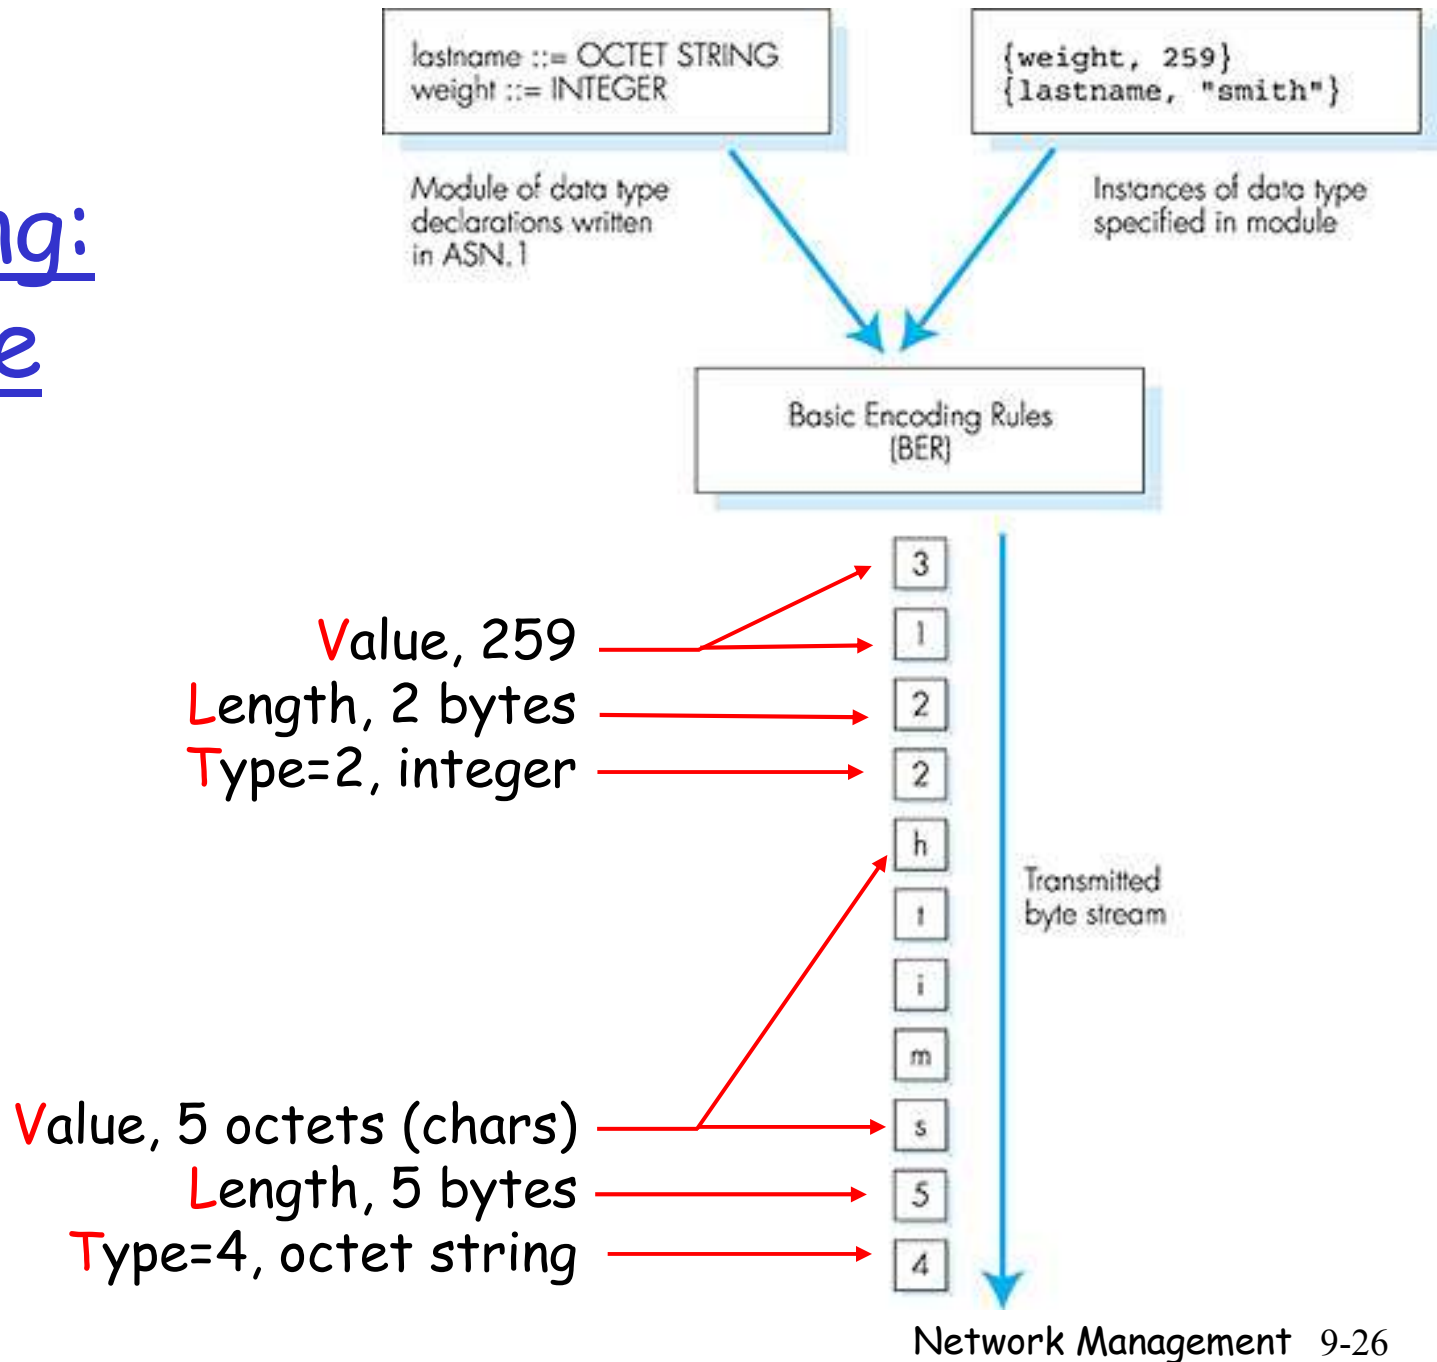 lastname ::= OCTET STRING
weight ::= INTEGER
{weight, 259}
{lastname, "smith"}
Module of data type
declarations written
in ASN.1
Instances of data type
specified in module
Basic Encoding Rules
(BER)
3
Value, 259
1
Length, 2 bytes
2
Type=2, integer
2
h
Transmitted
byte stream
t
i
m
Value, 5 octets (chars)
s
Length, 5 bytes
5
Type=4, octet string
4
Network Management 9-26